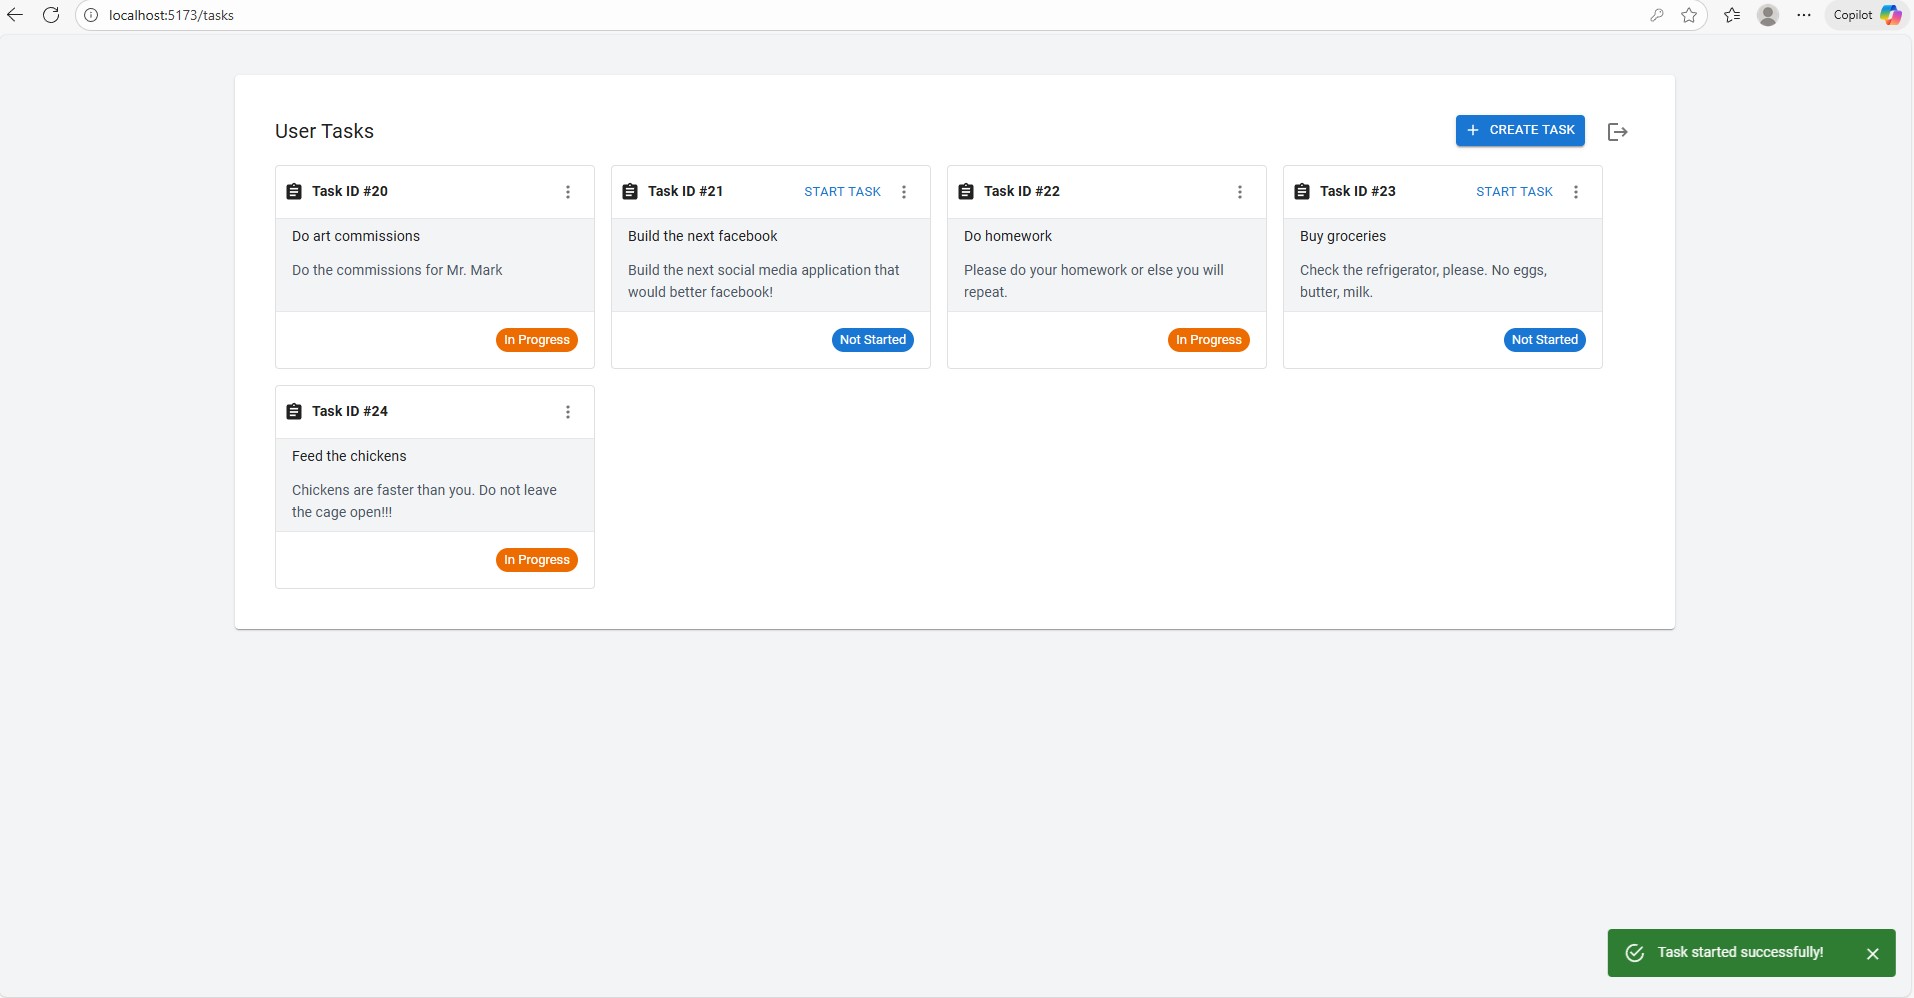 localhost:5173/tasks
Copilot
User Tasks
CREATE TASK
Task ID #20
Do art commissions
Do the commissions for Mr. Mark
In Progress
Task ID #21
START TASK
Build the next facebook
Build the next social media application that
would better facebook!
Not Started
Task ID #22
Do homework
Please do your homework or else you will
repeat.
In Progress
Task ID #23
START TASK
Buy groceries
Check the refrigerator, please. No eggs,
butter, milk.
Not Started
Task ID #24
Feed the chickens
Chickens are faster than you. Do not leave
the cage open!!!
In Progress
Task started successfully!